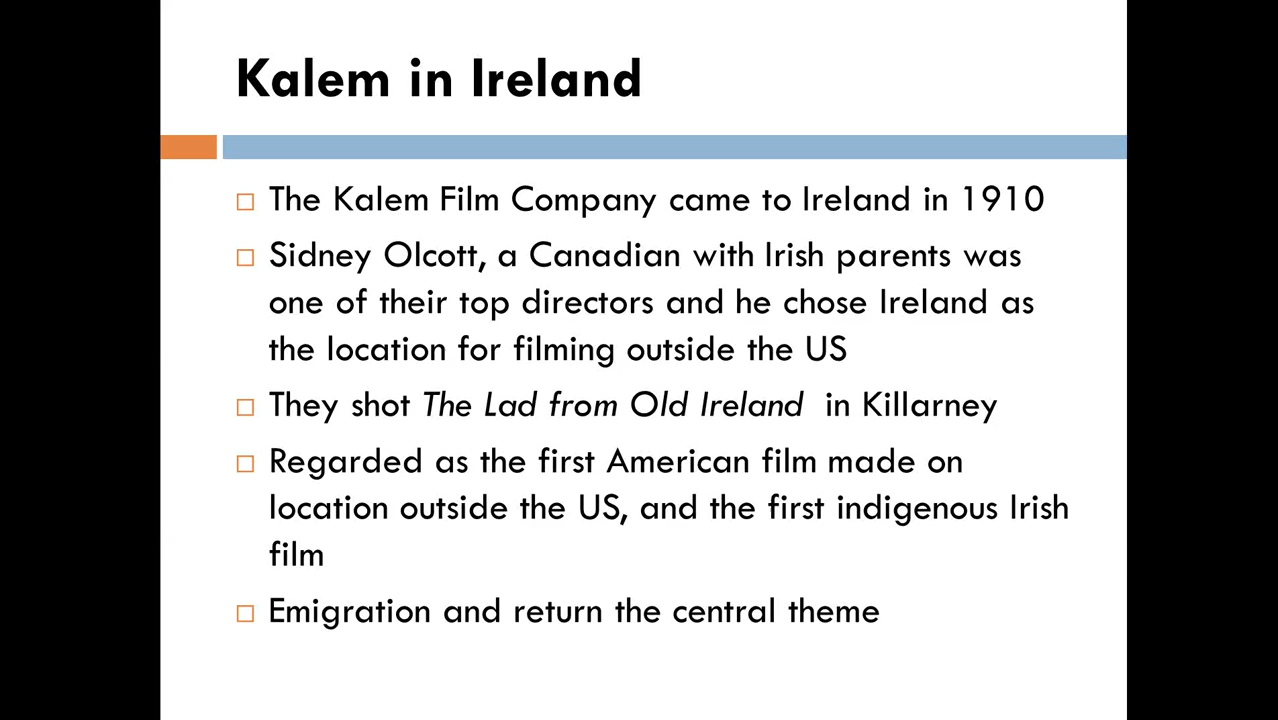 Kalem in Ireland
The Kalem Film Company came to Ireland in 1910
Sidney Olcott, a Canadian with Irish parents was
one of their top directors and he chose Ireland as
the location for filming outside the US
They shot The Lad from Old Ireland in Killarney
Regarded as the first American film made on
location outside the US, and the first indigenous Irish
film
Emigration and return the central theme